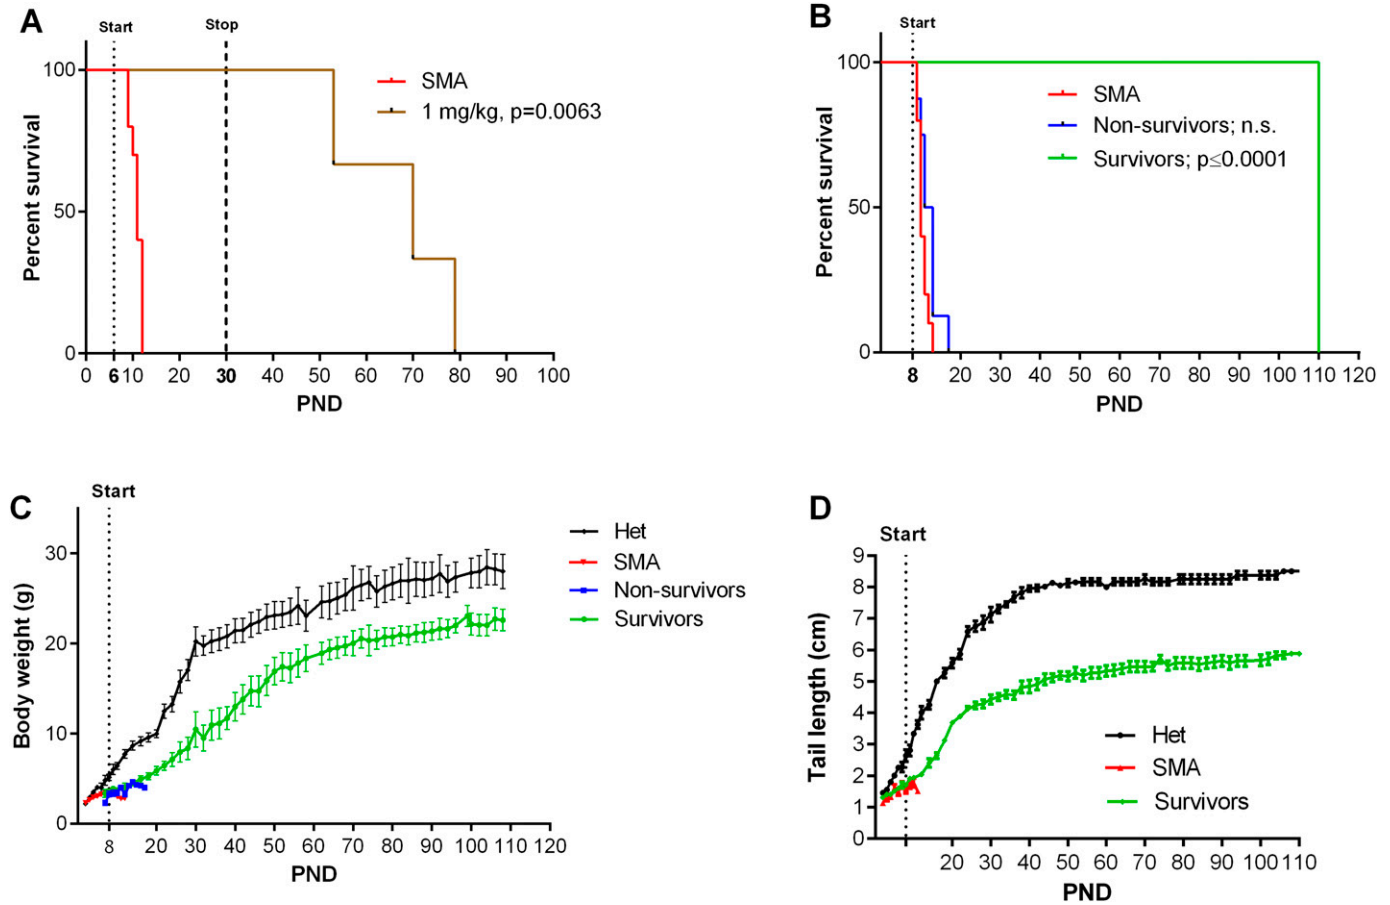 A
Start
Stop
100
50
0
Percent survival
SMA
1 mg/kg, p=0.0063
0 6 10 20 30 40 50 60 70 80 90 100
PND
B
Start
100
50
0
Percent survival
SMA
Non-survivors; n.s.
Survivors; p≤0.0001
8 20 30 40 50 60 70 80 90 100 110 120
PND
C
Start
30
20
10
0
Body weight (g)
Het
SMA
Non-survivors
Survivors
8 20 30 40 50 60 70 80 90 100 110 120
PND
D
Start
9
8
7
6
5
4
3
2
1
0
Tail length (cm)
Het
SMA
Survivors
20 30 40 50 60 70 80 90 100 110
PND